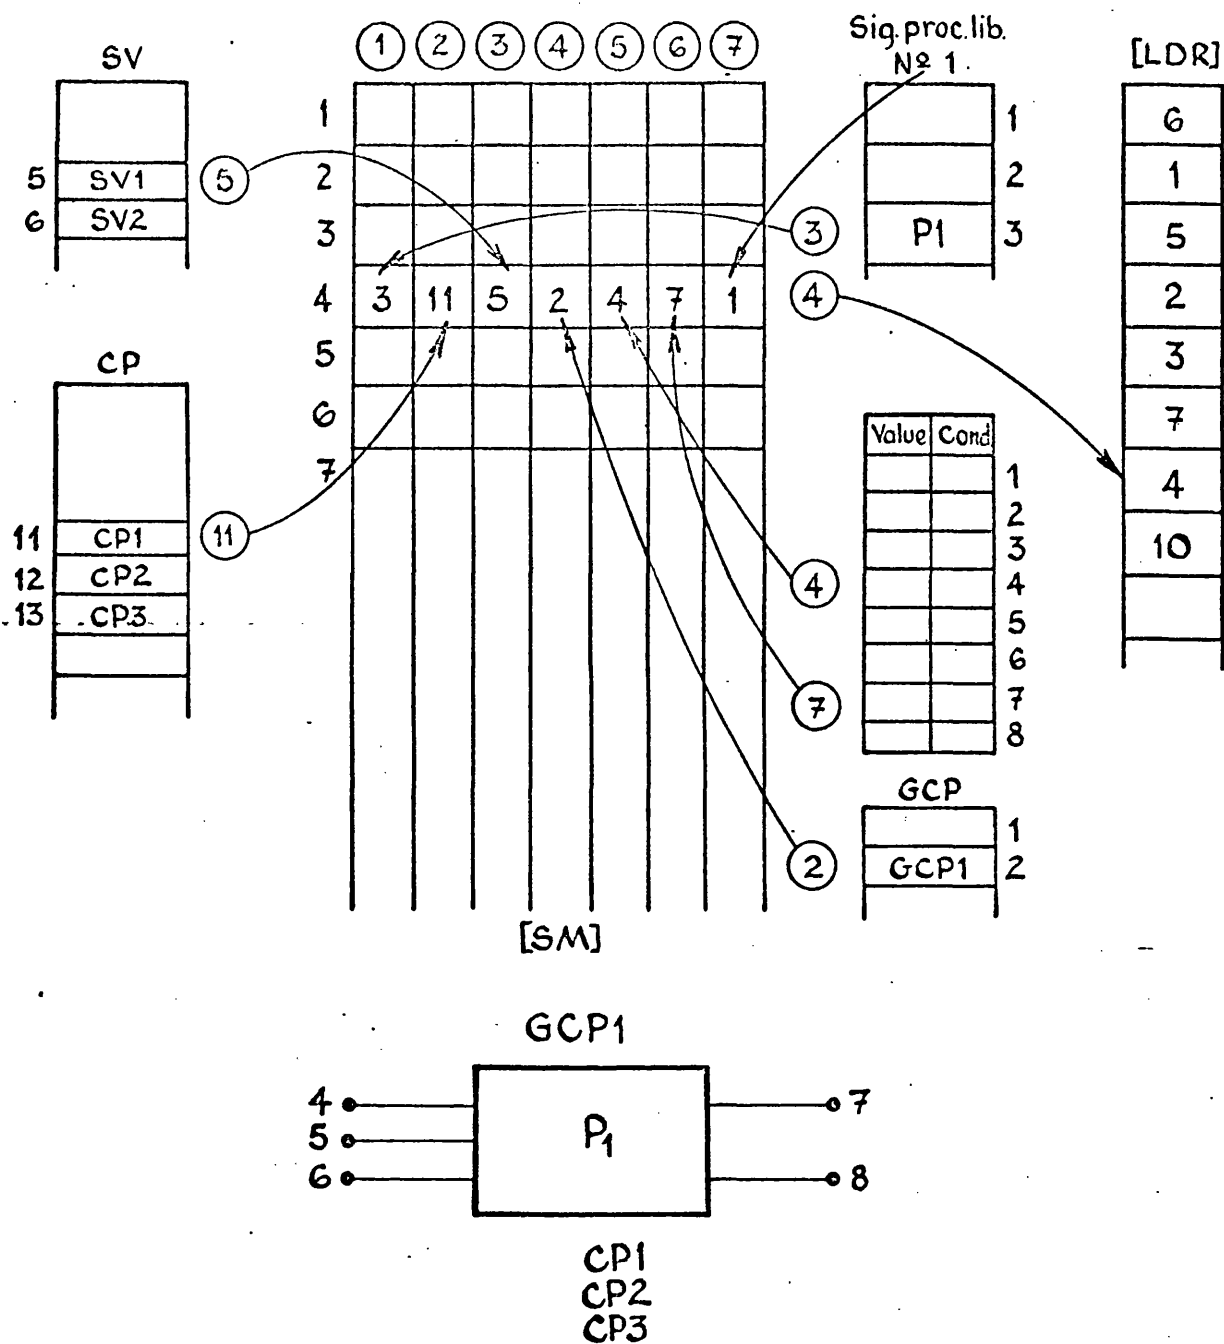 SV
5 SV1 5
6 SV2
CP
11 CP1 11
12 CP2
13 CP3
1 2 3 4 5 6 7
1
2
3
4 3 11 5 2 4 7 1
5
6
7
[SM]
Sig. proc. lib.
Nº 1.
1
2
3 P1 3
4
Value Cond
1
2
3
4 4
5
6
7 7
8
GCP
1
2 GCP1 2
[LDR]
6
1
5
2
3
7
4
10
GCP1
4 7
5 P1
6 8
CP1
CP2
CP3